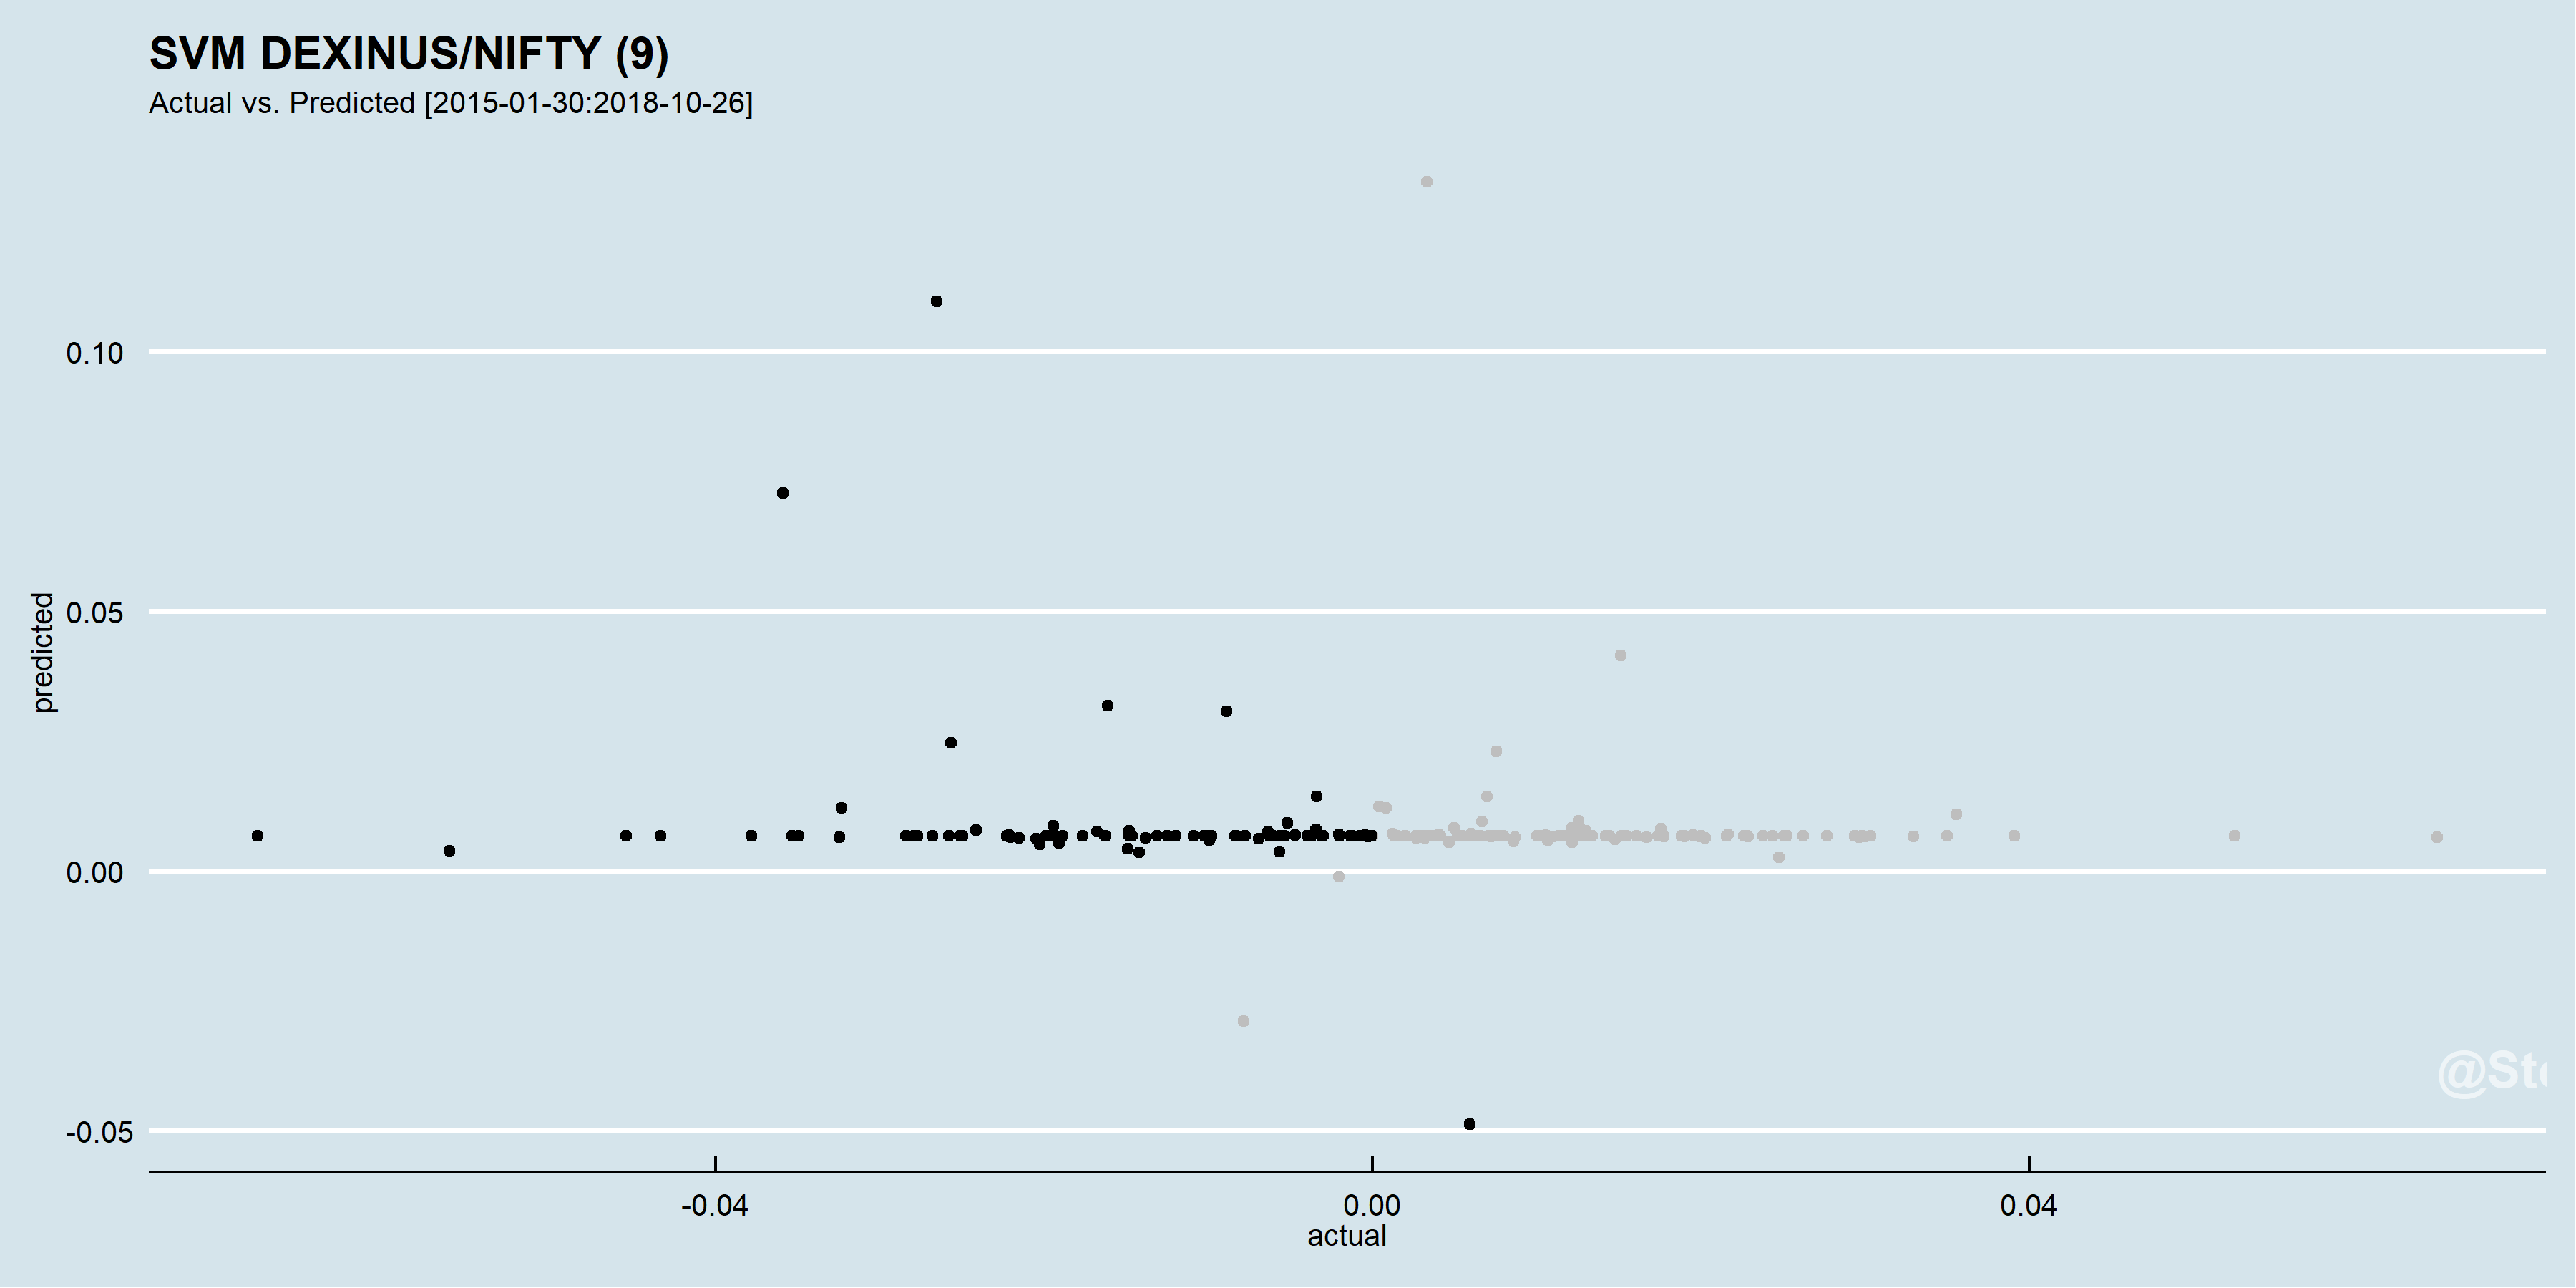 SVM DEXINUS/NIFTY (9)
Actual vs. Predicted [2015-01-30:2018-10-26]
0.10
0.05
0.00
-0.05
predicted
-0.04
0.00
0.04
actual